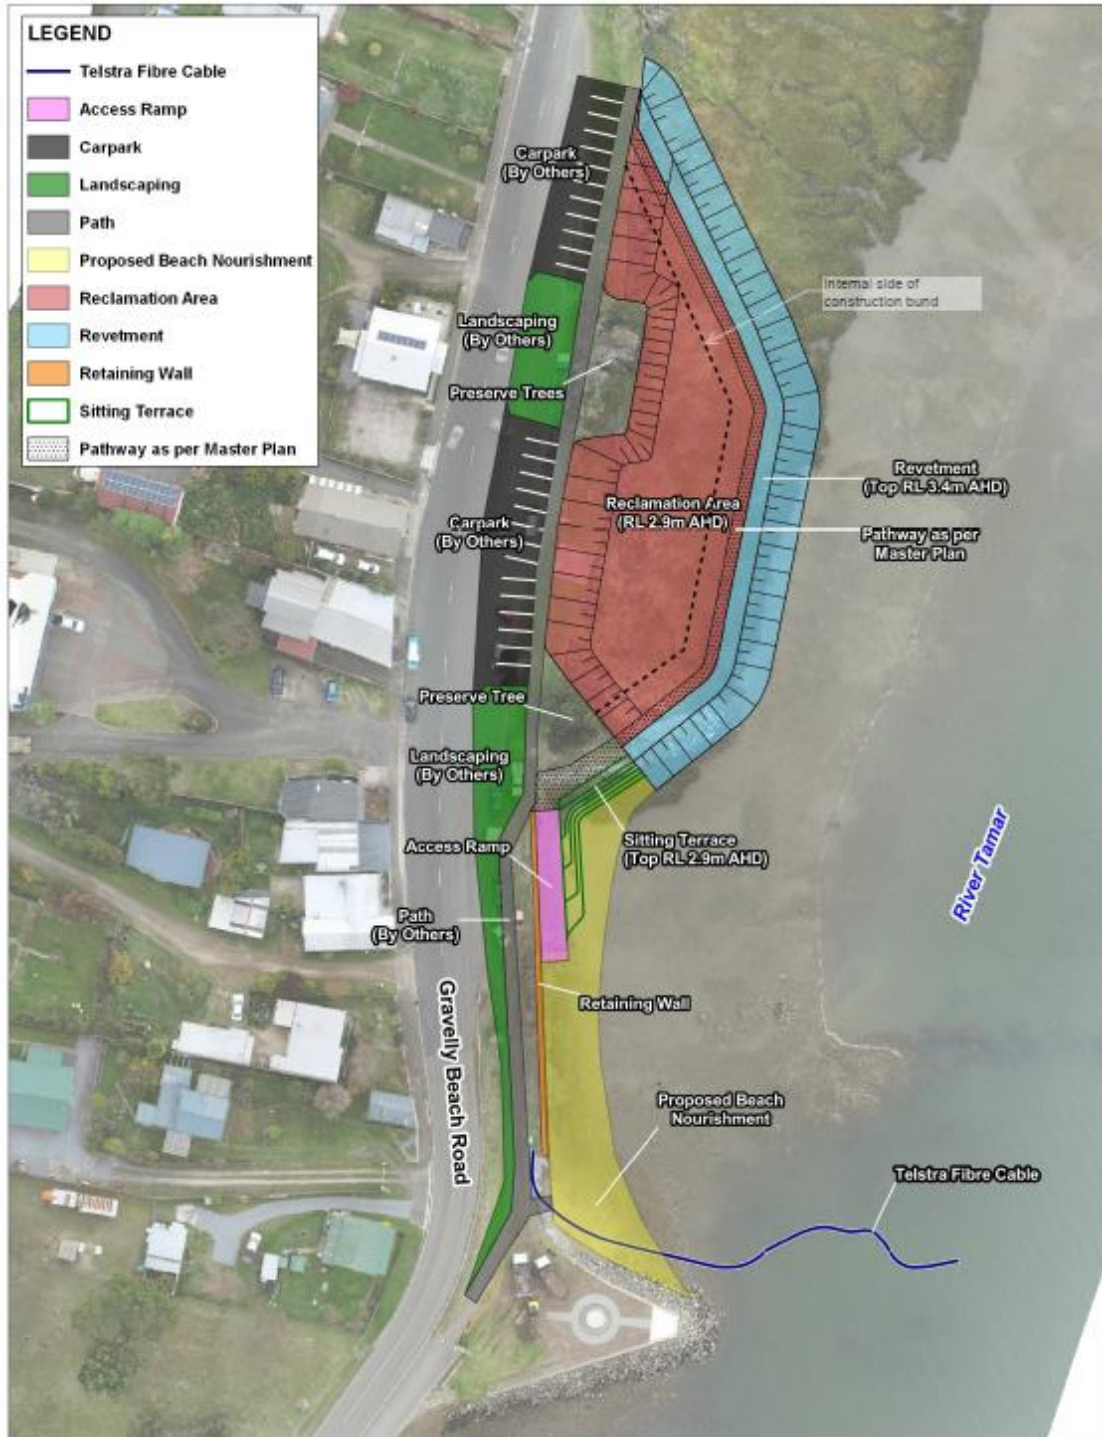 LEGEND
Telstra Fibre Cable
Access Ramp
Carpark
Landscaping
Path
Proposed Beach Nourishment
Reclamation Area
Revetment
Retaining Wall
Sitting Terrace
Pathway as per Master Plan
Carpark
(By Others)
Internal side of
construction bund
Landscaping
(By Others)
Preserve Trees
Revetment
(Top RL 3.4m AHD)
Reclamation Area
(RL 2.9m AHD)
Carpark
(By Others)
Pathway as per
Master Plan
Preserve Tree
Landscaping
(By Others)
Sitting Terrace
(Top RL 2.9m AHD)
Access Ramp
River Tamar
Path
(By Others)
Retaining Wall
Gravelly Beach Road
Proposed Beach
Nourishment
Telstra Fibre Cable